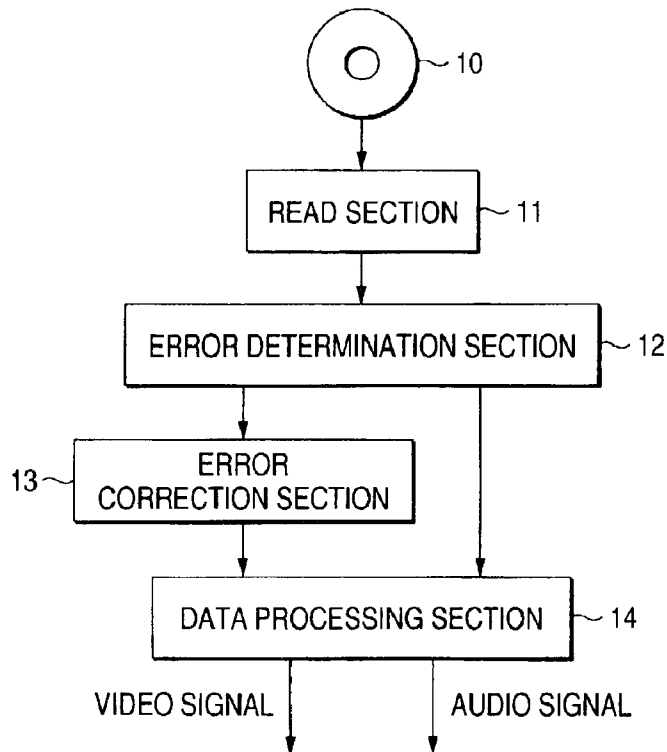 10
READ SECTION
11
ERROR DETERMINATION SECTION
12
13
ERROR
CORRECTION SECTION
DATA PROCESSING SECTION
14
VIDEO SIGNAL
AUDIO SIGNAL